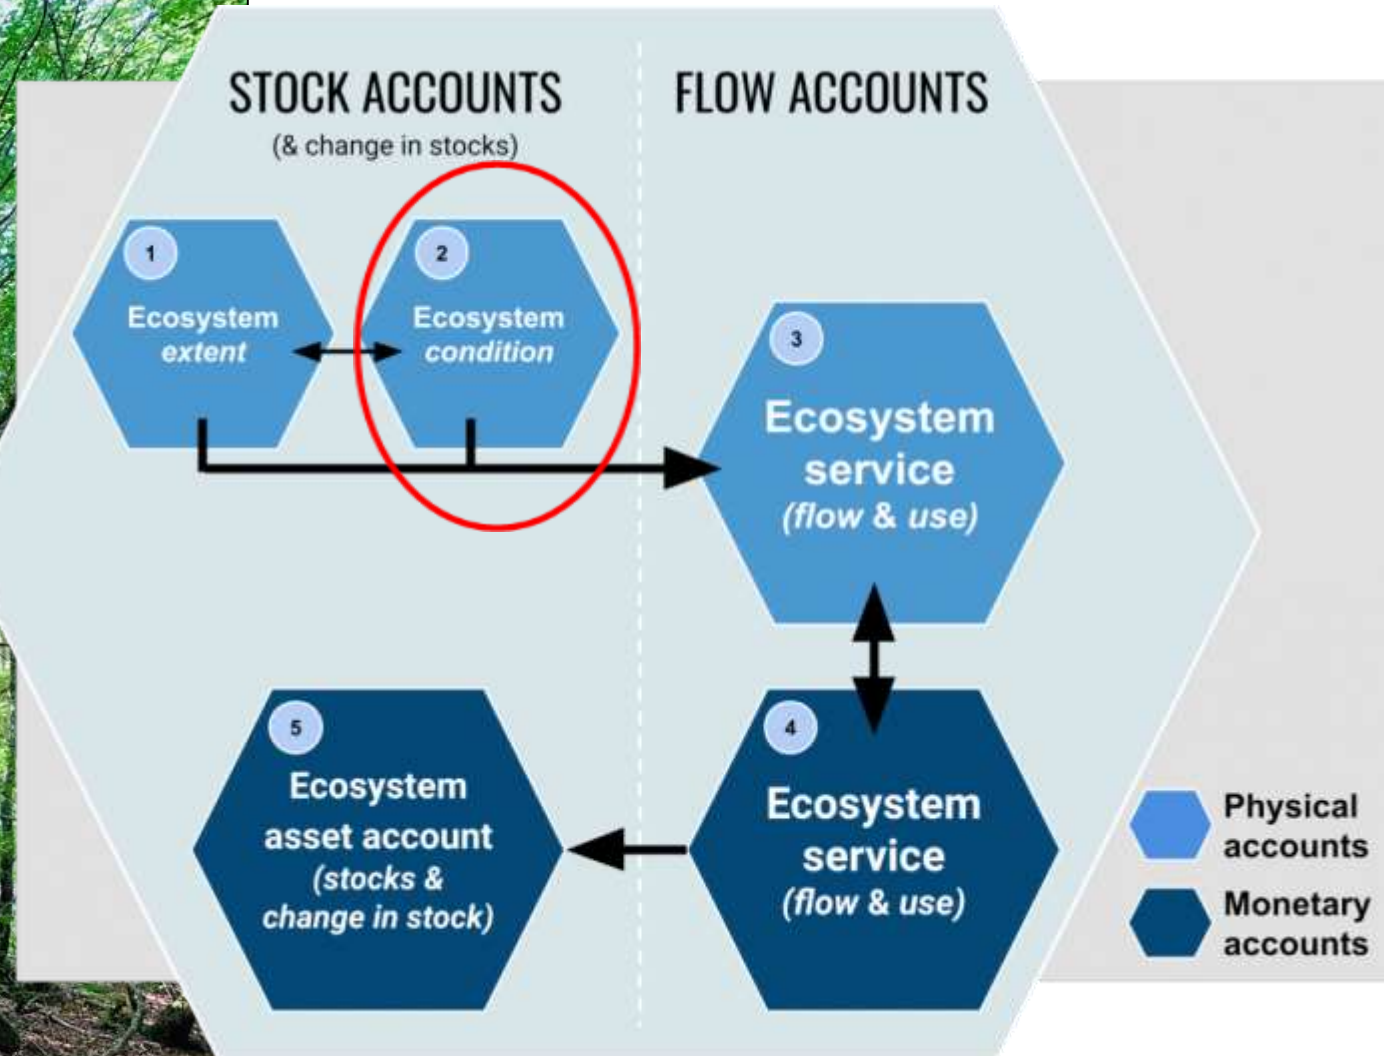 STOCK ACCOUNTS
(& change in stocks)
FLOW ACCOUNTS
1
Ecosystem
extent
2
Ecosystem
condition
3
Ecosystem
service
(flow & use)
5
Ecosystem
asset account
(stocks &
change in stock)
4
Ecosystem
service
(flow & use)
Physical
accounts
Monetary
accounts